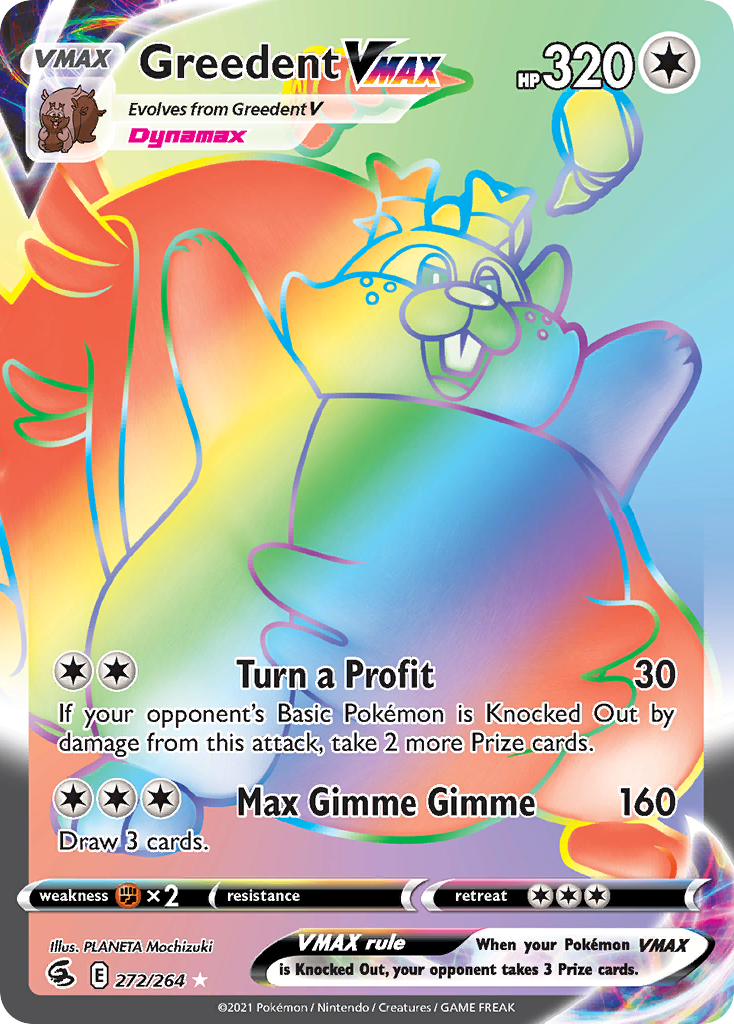 VMAX
Greedent VMAX
HP 320
Evolves from Greedent V
Dynamax
Turn a Profit 30
If your opponent's Basic Pokémon is Knocked Out by
damage from this attack, take 2 more Prize cards.
Max Gimme Gimme 160
Draw 3 cards.
weakness ×2 resistance retreat
Illus. PLANETA Mochizuki
VMAX rule When your Pokémon VMAX
is Knocked Out, your opponent takes 3 Prize cards.
E 272/264
©2021 Pokémon / Nintendo / Creatures / GAME FREAK